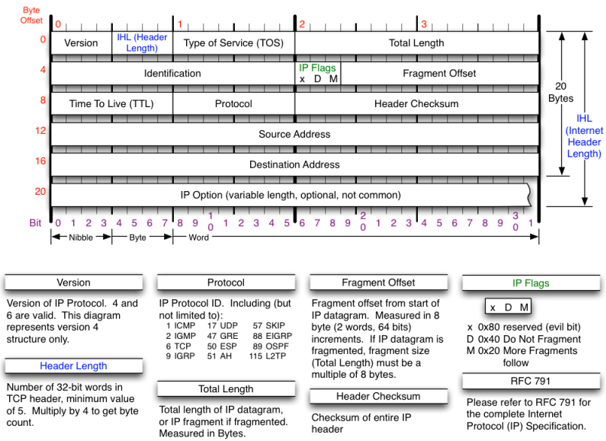 Byte
Offset
0 1 2 3
0 Version IHL (Header Length) Type of Service (TOS) Total Length
4 Identification IP Flags x D M Fragment Offset
8 Time To Live (TTL) Protocol Header Checksum
12 Source Address
16 Destination Address
20 IP Option (variable length, optional, not common)
20
Bytes
IHL
(Internet
Header
Length)
Bit 0 1 2 3 4 5 6 7 8 9 10 1 2 3 4 5 6 7 8 9 20 1 2 3 4 5 6 7 8 9 30 1
Nibble Byte Word
Version
Version of IP Protocol. 4 and
6 are valid. This diagram
represents version 4
structure only.
Header Length
Number of 32-bit words in
TCP header, minimum value
of 5. Multiply by 4 to get byte
count.
Protocol
IP Protocol ID. Including (but
not limited to):
1 ICMP 17 UDP 57 SKIP
2 IGMP 47 GRE 88 EIGRP
6 TCP 50 ESP 89 OSPF
9 IGRP 51 AH 115 L2TP
Total Length
Total length of IP datagram,
or IP fragment if fragmented.
Measured in Bytes.
Fragment Offset
Fragment offset from start of
IP datagram. Measured in 8
byte (2 words, 64 bits)
increments. If IP datagram is
fragmented, fragment size
(Total Length) must be a
multiple of 8 bytes.
Header Checksum
Checksum of entire IP
header
IP Flags
x D M
x 0x80 reserved (evil bit)
D 0x40 Do Not Fragment
M 0x20 More Fragments
follow
RFC 791
Please refer to RFC 791 for
the complete Internet
Protocol (IP) Specification.